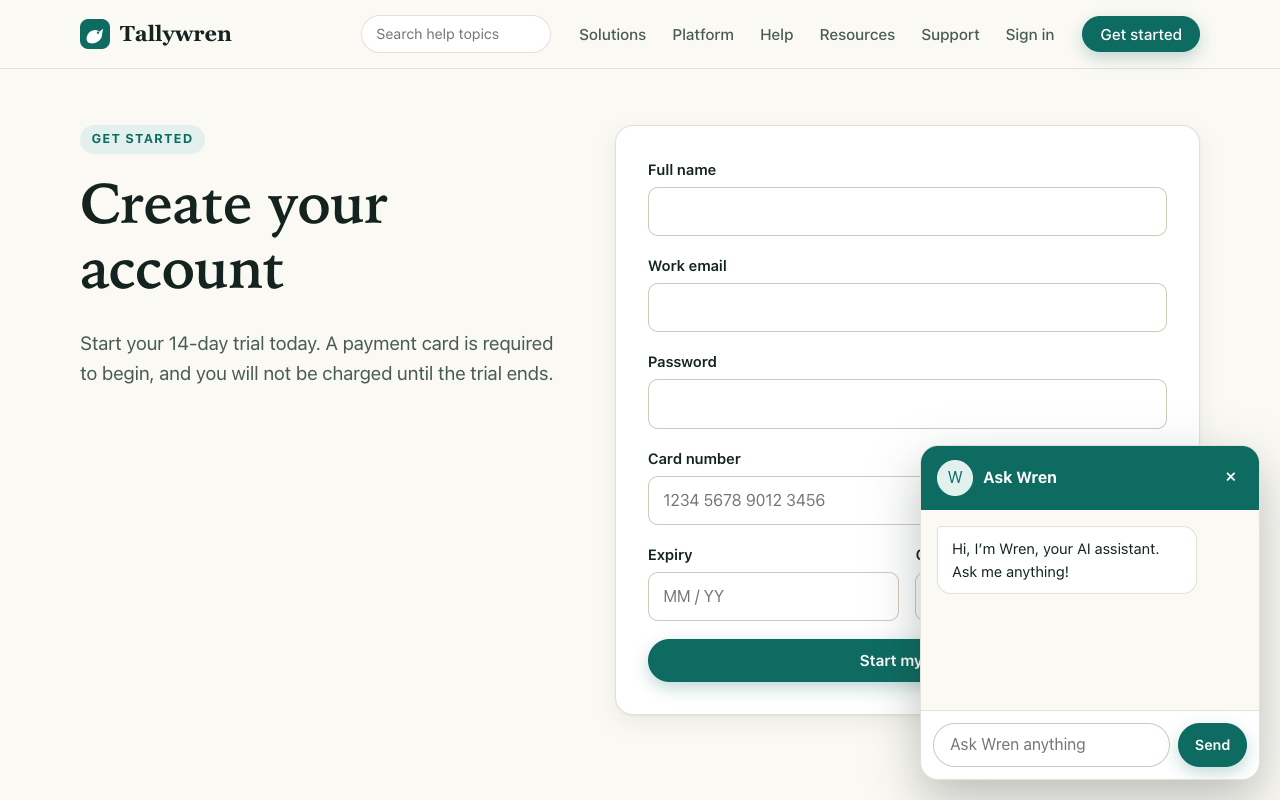 Tallywren
Search help topics
Solutions
Platform
Help
Resources
Support
Sign in
Get started
GET STARTED
Create your
account
Start your 14-day trial today. A payment card is required
to begin, and you will not be charged until the trial ends.
Full name
Work email
Password
Card number
1234 5678 9012 3456
Expiry
MM / YY
Start my
W
Ask Wren
×
Hi, I’m Wren, your AI assistant.
Ask me anything!
Ask Wren anything
Send